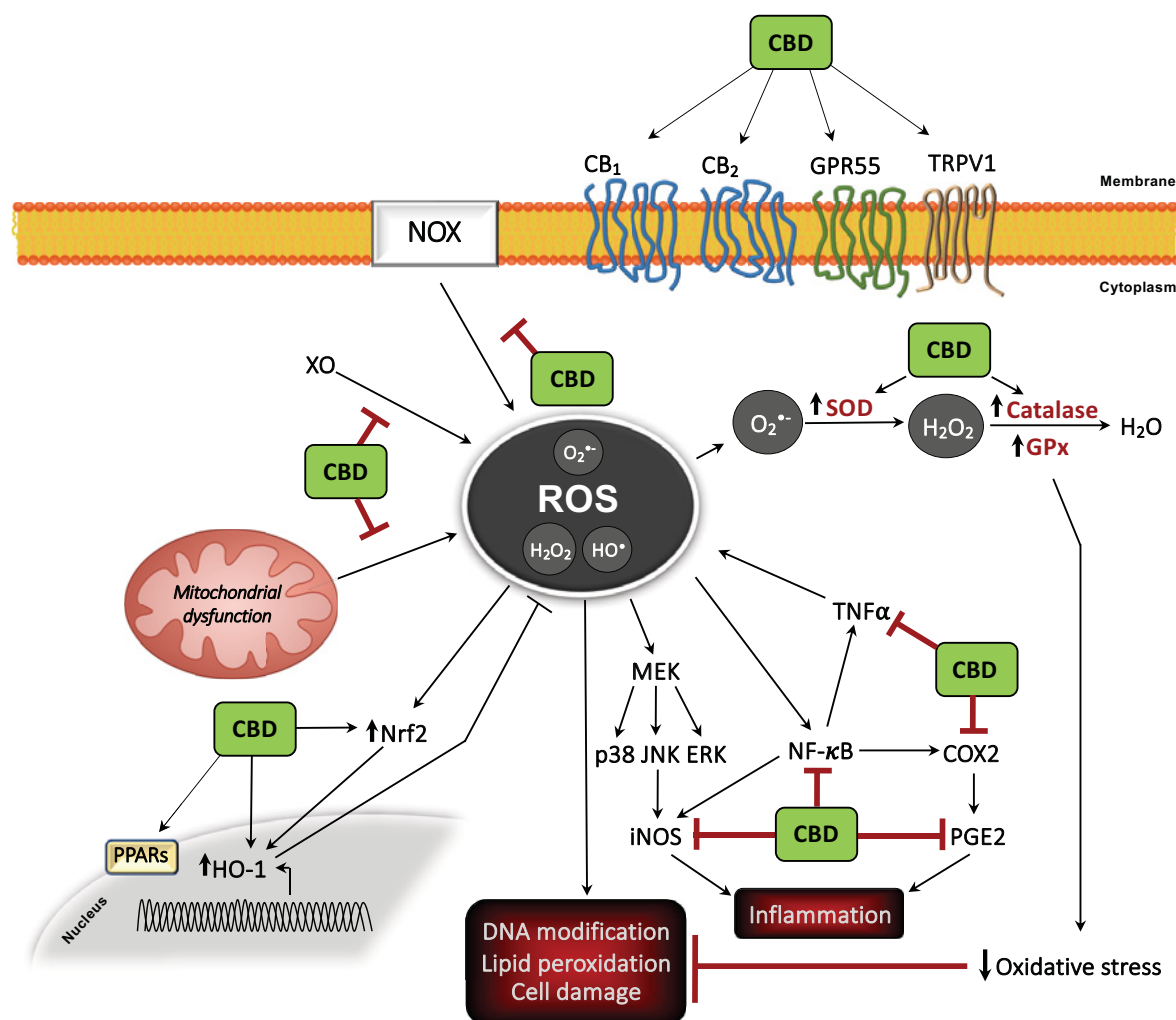 CBD
CB₁
CB₂
GPR55
TRPV1
Membrane
NOX
Cytoplasm
XO
CBD
CBD
O₂•-
↑SOD
H₂O₂
↑Catalase
↑GPx
H₂O
CBD
O₂•-
ROS
H₂O₂
HO•
Mitochondrial
dysfunction
TNFα
CBD
MEK
CBD
↑Nrf2
p38 JNK ERK
NF-κB
COX2
iNOS
CBD
PGE2
PPARs
↑HO-1
Nucleus
Inflammation
DNA modification
Lipid peroxidation
Cell damage
↓Oxidative stress